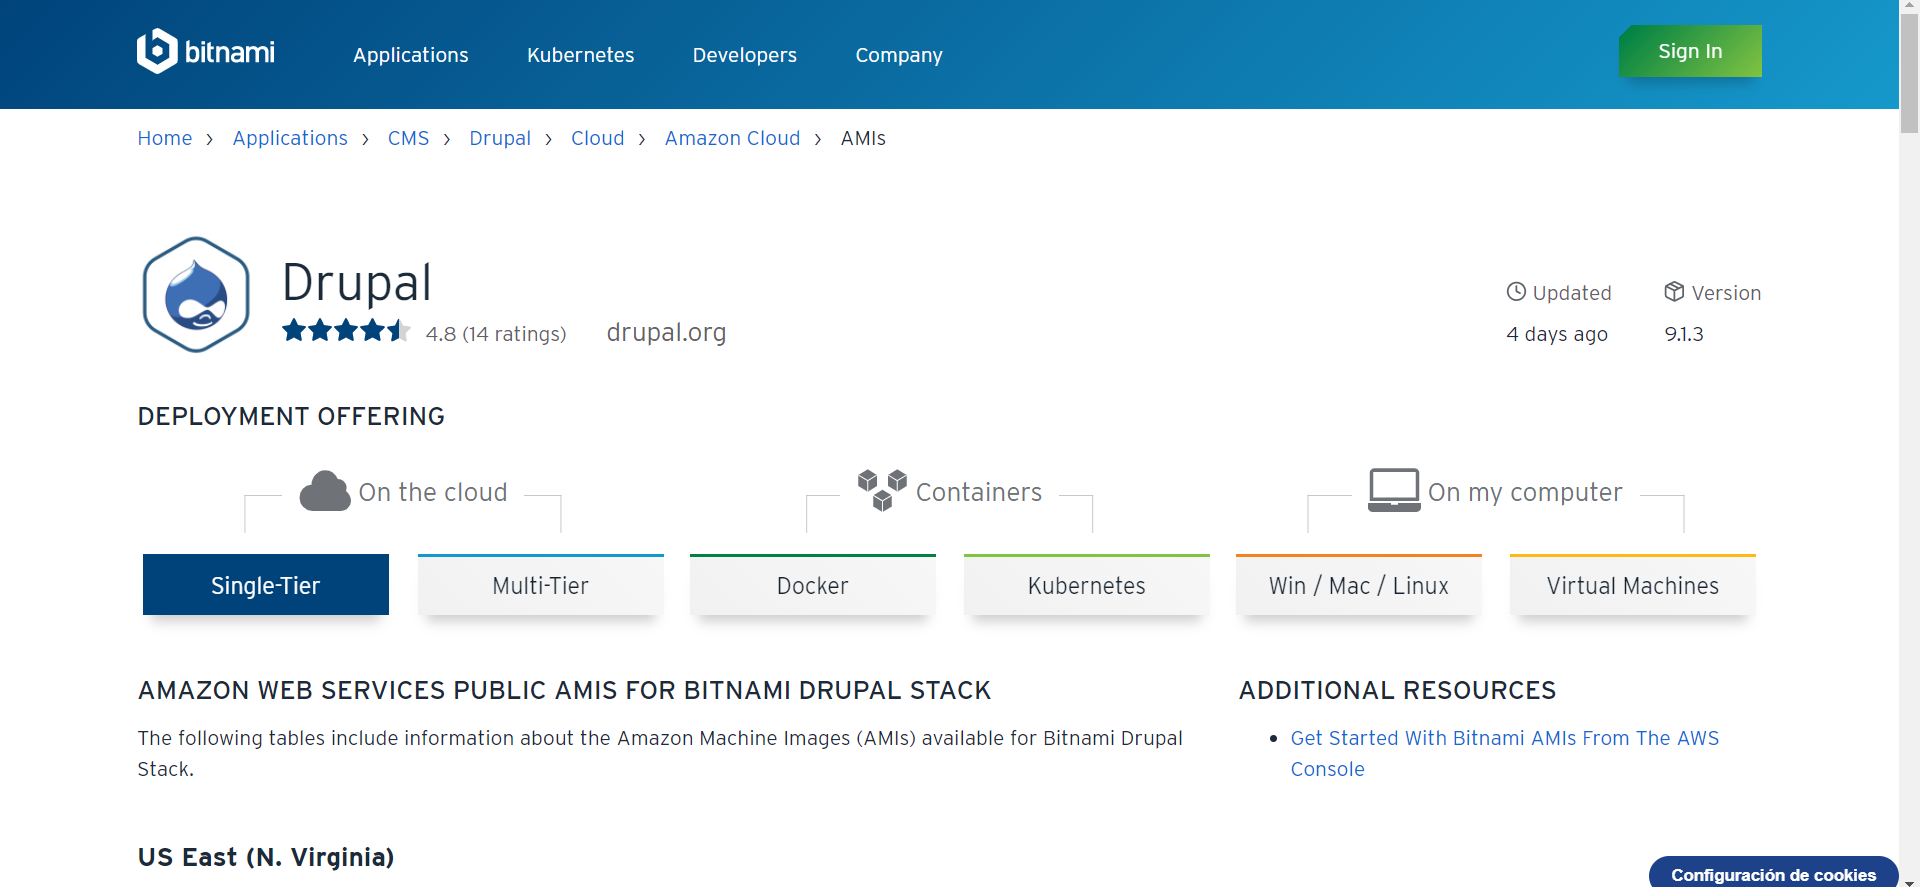 bitnami
Applications Kubernetes Developers Company
Sign In
Home › Applications › CMS › Drupal › Cloud › Amazon Cloud › AMIs
Drupal
4.8 (14 ratings) drupal.org
Updated Version
4 days ago 9.1.3
DEPLOYMENT OFFERING
On the cloud Containers On my computer
Single-Tier Multi-Tier Docker Kubernetes Win / Mac / Linux Virtual Machines
AMAZON WEB SERVICES PUBLIC AMIS FOR BITNAMI DRUPAL STACK
The following tables include information about the Amazon Machine Images (AMIs) available for Bitnami Drupal
Stack.
ADDITIONAL RESOURCES
• Get Started With Bitnami AMIs From The AWS
Console
US East (N. Virginia)
Configuración de cookies